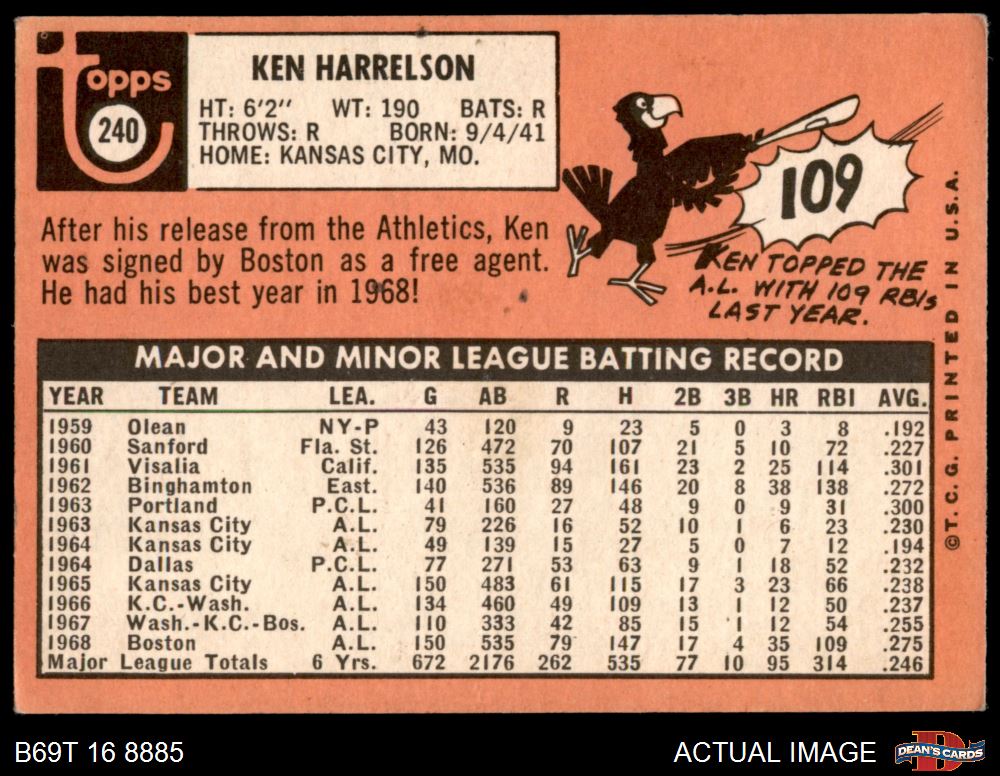 topps
240
KEN HARRELSON
HT: 6'2" WT: 190 BATS: R
THROWS: R BORN: 9/4/41
HOME: KANSAS CITY, MO.
After his release from the Athletics, Ken
was signed by Boston as a free agent.
He had his best year in 1968!
109
KEN TOPPED THE
A.L. WITH 109 RBIs
LAST YEAR.
MAJOR AND MINOR LEAGUE BATTING RECORD
YEAR TEAM LEA. G AB R H 2B 3B HR RBI AVG.
1959 Olean NY-P 43 120 9 23 5 0 3 8 .192
1960 Sanford Fla. St. 126 472 70 107 21 5 10 72 .227
1961 Visalia Calif. 135 535 94 161 23 2 25 114 .301
1962 Binghamton East. 140 536 89 146 20 8 38 138 .272
1963 Portland P.C.L. 41 160 27 48 9 0 9 31 .300
1963 Kansas City A.L. 79 226 16 52 10 1 6 23 .230
1964 Kansas City A.L. 49 139 15 27 5 0 7 12 .194
1964 Dallas P.C.L. 77 271 53 63 9 1 18 52 .232
1965 Kansas City A.L. 150 483 61 115 17 3 23 66 .238
1966 K.C.-Wash. A.L. 134 460 49 109 13 1 12 50 .237
1967 Wash.-K.C.-Bos. A.L. 110 333 42 85 15 1 12 54 .255
1968 Boston A.L. 150 535 79 147 17 4 35 109 .275
Major League Totals 6 Yrs. 672 2176 262 535 77 10 95 314 .246
©T.C.G. PRINTED IN U.S.A.
B69T 16 8885
ACTUAL IMAGE
DEAN'S CARDS